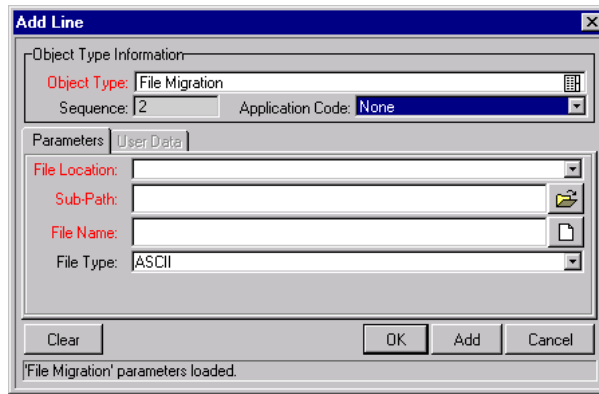 Add Line
Object Type Information
Object Type: File Migration
Sequence: 2 Application Code: None
Parameters User Data
File Location:
Sub-Path:
File Name:
File Type: ASCII
Clear OK Add Cancel
'File Migration' parameters loaded.